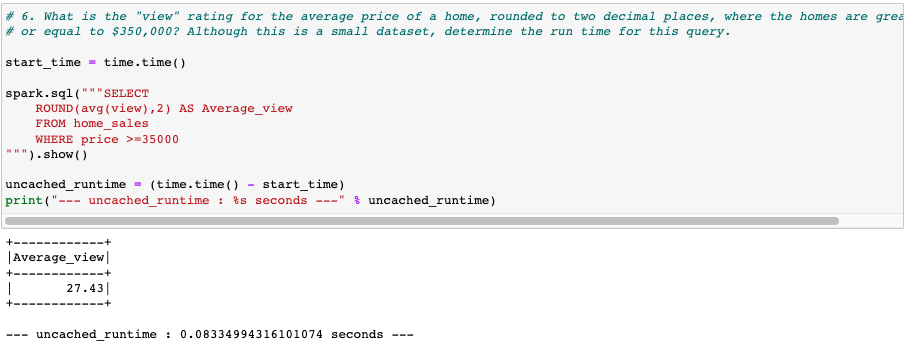 # 6. What is the "view" rating for the average price of a home, rounded to two decimal places, where the homes are grea
# or equal to $350,000? Although this is a small dataset, determine the run time for this query.
start_time = time.time()
spark.sql("""SELECT
    ROUND(avg(view),2) AS Average_view
    FROM home_sales
    WHERE price >=35000
""").show()
uncached_runtime = (time.time() - start_time)
print("--- uncached_runtime : %s seconds ---" % uncached_runtime)
+------------+
|Average_view|
+------------+
|       27.43|
+------------+
--- uncached_runtime : 0.08334994316101074 seconds ---